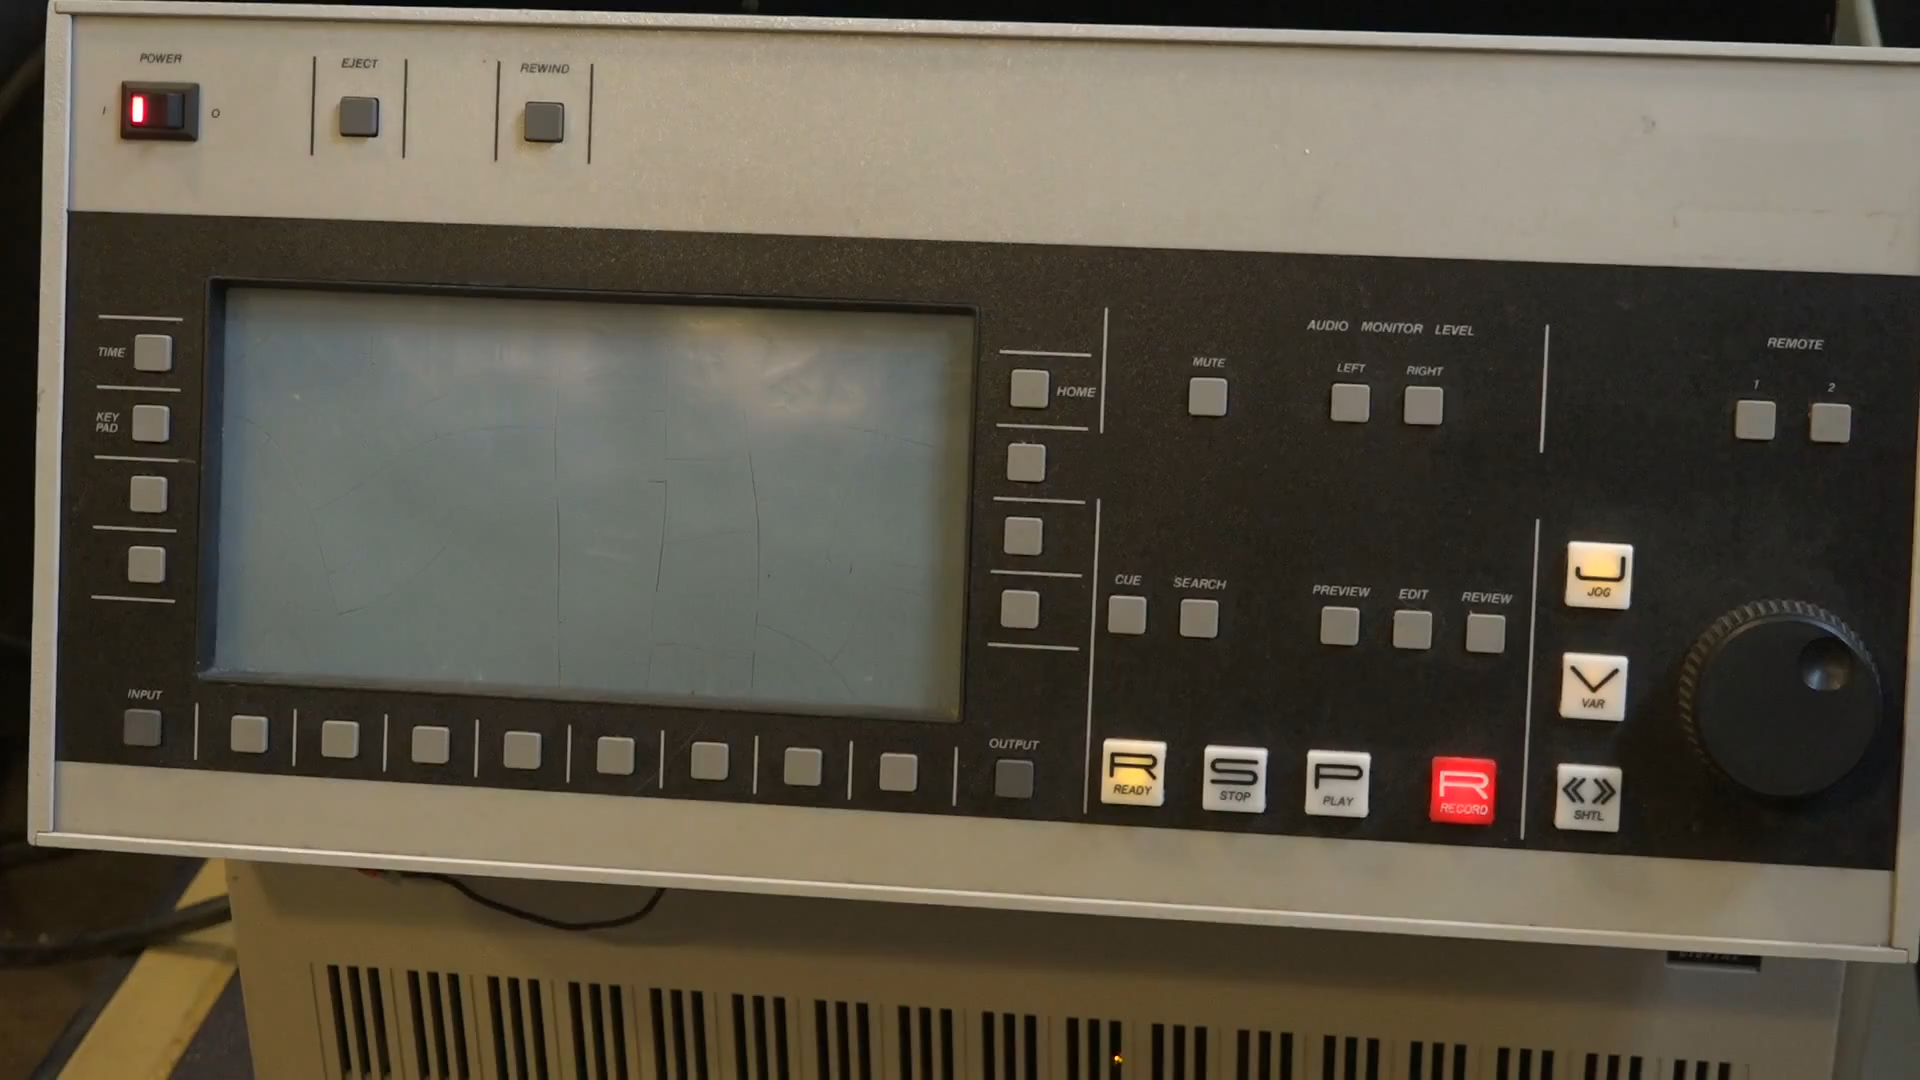 POWER
I
O
EJECT
REWIND
TIME
KEY
PAD
HOME
INPUT
OUTPUT
AUDIO MONITOR LEVEL
MUTE
LEFT
RIGHT
REMOTE
1
2
CUE
SEARCH
PREVIEW
EDIT
REVIEW
J
JOG
V
VAR
«»
SHTL
R
READY
S
STOP
P
PLAY
R
RECORD